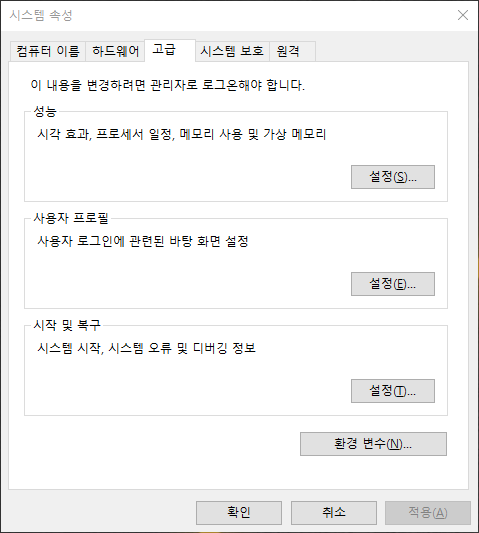 시스템 속성
컴퓨터 이름 하드웨어 고급 시스템 보호 원격
이 내용을 변경하려면 관리자로 로그온해야 합니다.
성능
시각 효과, 프로세서 일정, 메모리 사용 및 가상 메모리
설정(S)...
사용자 프로필
사용자 로그인에 관련된 바탕 화면 설정
설정(E)...
시작 및 복구
시스템 시작, 시스템 오류 및 디버깅 정보
설정(T)...
환경 변수(N)...
확인 취소 적용(A)